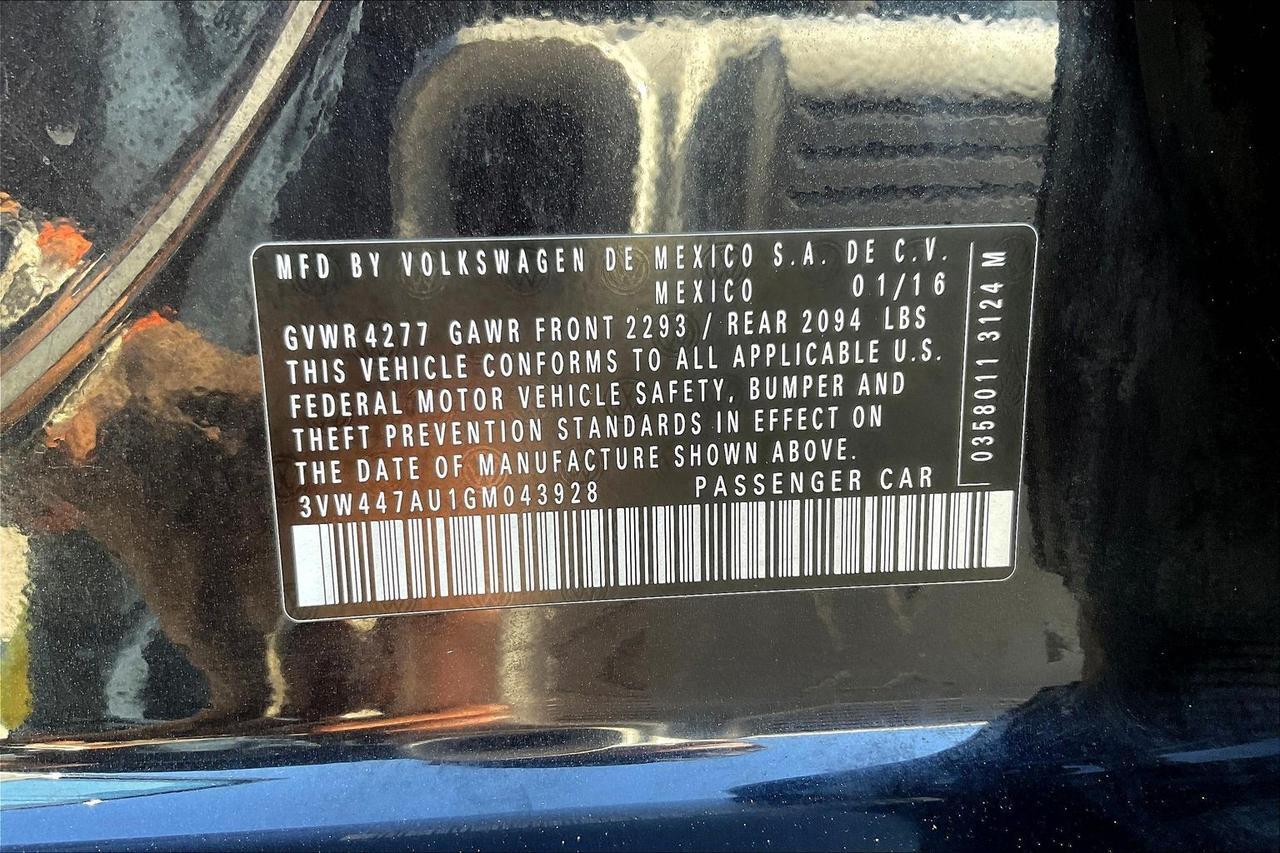 MFD BY VOLKSWAGEN DE MEXICO S.A. DE C.V.
MEXICO 01/16
GVWR 4277 GAWR FRONT 2293 / REAR 2094 LBS
THIS VEHICLE CONFORMS TO ALL APPLICABLE U.S.
FEDERAL MOTOR VEHICLE SAFETY, BUMPER AND
THEFT PREVENTION STANDARDS IN EFFECT ON
THE DATE OF MANUFACTURE SHOWN ABOVE.
3VW447AU1GM043928 PASSENGER CAR
0358011 3124 M